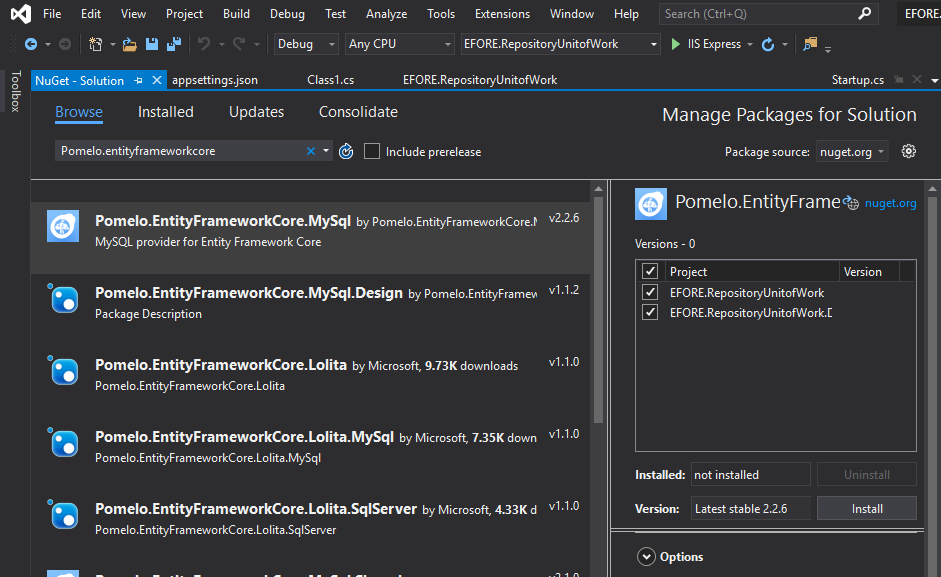 File Edit View Project Build Debug Test Analyze Tools Extensions Window Help Search (Ctrl+Q) EFORE.
Debug Any CPU EFORE.RepositoryUnitofWork IIS Express
Toolbox
NuGet - Solution appsettings.json Class1.cs EFORE.RepositoryUnitofWork Startup.cs
Browse Installed Updates Consolidate Manage Packages for Solution
Pomelo.entityframeworkcore Include prerelease Package source: nuget.org
Pomelo.EntityFrameworkCore.MySql by Pomelo.EntityFrameworkCore.M v2.2.6
MySQL provider for Entity Framework Core
Pomelo.EntityFrameworkCore.MySql.Design by Pomelo.EntityFramew v1.1.2
Package Description
Pomelo.EntityFrameworkCore.Lolita by Microsoft, 9.73K downloads v1.1.0
Pomelo.EntityFrameworkCore.Lolita
Pomelo.EntityFrameworkCore.Lolita.MySql by Microsoft, 7.35K down v1.1.0
Pomelo.EntityFrameworkCore.Lolita.MySql
Pomelo.EntityFrameworkCore.Lolita.SqlServer by Microsoft, 4.33K d v1.1.0
Pomelo.EntityFrameworkCore.Lolita.SqlServer
Pomelo.EntityFrame nuget.org
Versions - 0
Project Version
EFORE.RepositoryUnitofWork
EFORE.RepositoryUnitofWork.D
Installed: not installed Uninstall
Version: Latest stable 2.2.6 Install
Options